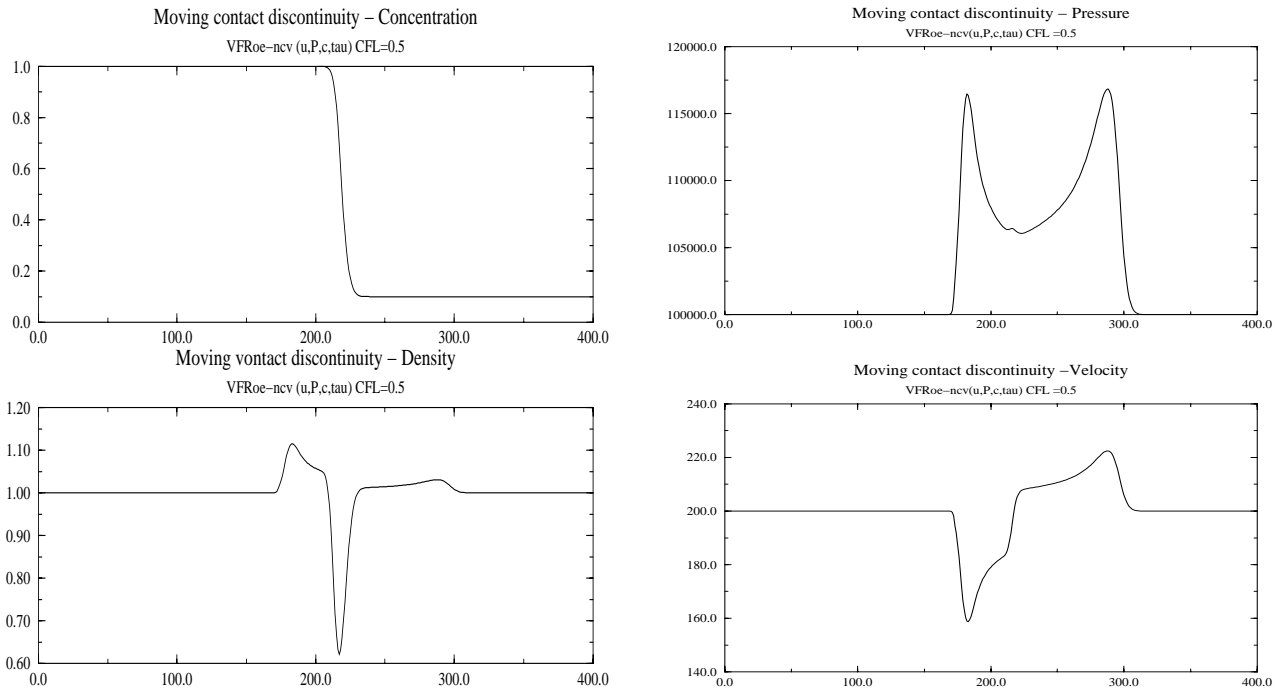 Moving contact discontinuity – Concentration
VFRoe–ncv (u,P,c,tau) CFL=0.5
1.0
0.8
0.6
0.4
0.2
0.0
0.0 100.0 200.0 300.0 400.0
Moving contact discontinuity – Pressure
VFRoe–ncv(u,P,c,tau) CFL =0.5
120000.0
115000.0
110000.0
105000.0
100000.0
0.0 100.0 200.0 300.0 400.0
Moving vontact discontinuity – Density
VFRoe–ncv (u,P,c,tau) CFL=0.5
1.20
1.10
1.00
0.90
0.80
0.70
0.60
0.0 100.0 200.0 300.0 400.0
Moving contact discontinuity –Velocity
VFRoe–ncv(u,P,c,tau) CFL =0.5
240.0
220.0
200.0
180.0
160.0
140.0
0.0 100.0 200.0 300.0 400.0